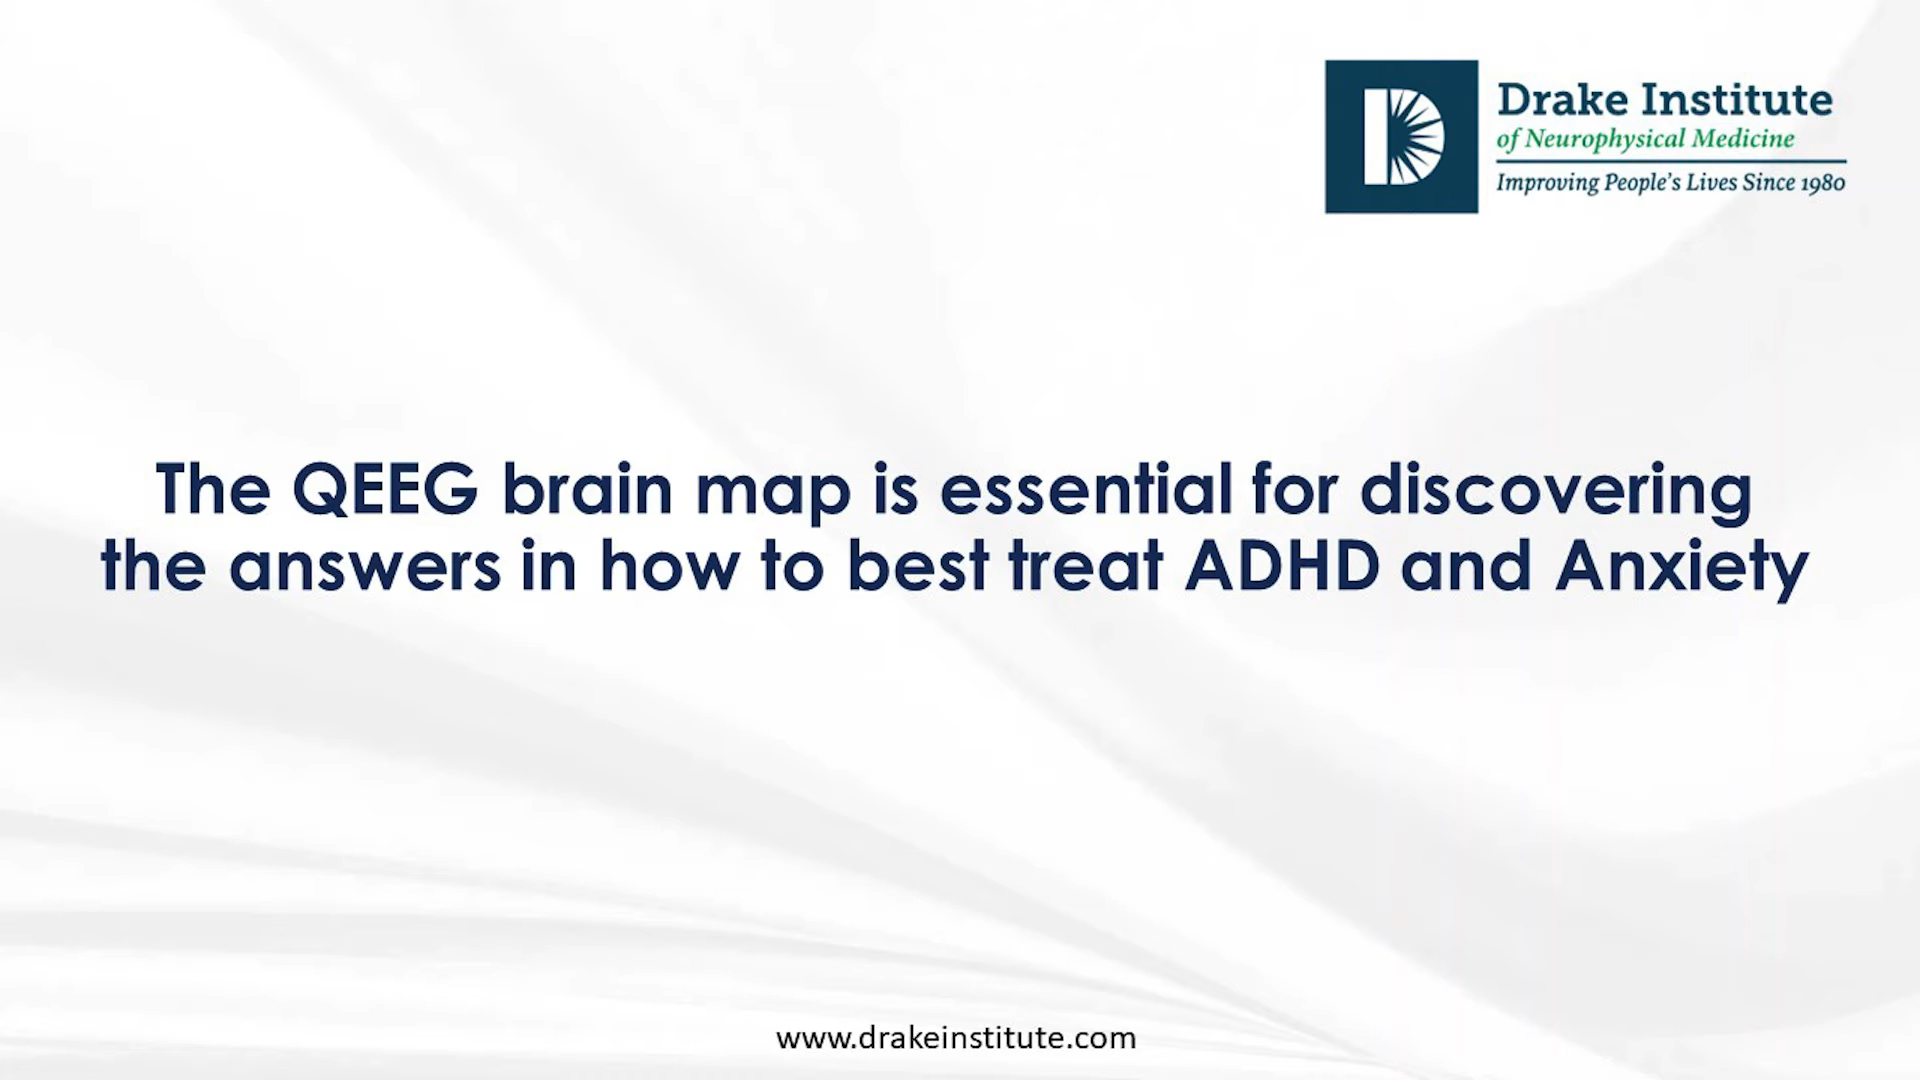 Drake Institute
of Neurophysical Medicine
Improving People's Lives Since 1980
The QEEG brain map is essential for discovering
the answers in how to best treat ADHD and Anxiety
www.drakeinstitute.com